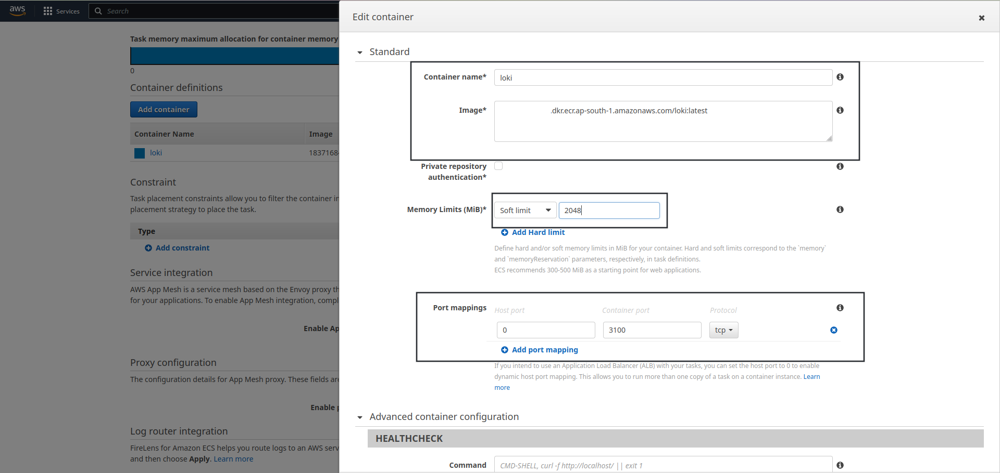 aws
Services
Search
Task memory maximum allocation for container memory
0
Container definitions
Add container
Container Name
Image
loki
1837168
Constraint
Task placement constraints allow you to filter the container in
placement strategy to place the task.
Type
Add constraint
Service integration
AWS App Mesh is a service mesh based on the Envoy proxy th
for your applications. To enable App Mesh integration, compl
Enable Ap
Proxy configuration
The configuration details for App Mesh proxy. These fields are
Enable p
Log router integration
FireLens for Amazon ECS helps you route logs to an AWS serv
and then choose Apply. Learn more
Edit container
Standard
Container name*
loki
Image*
.dkr.ecr.ap-south-1.amazonaws.com/loki:latest
Private repository
authentication*
Memory Limits (MiB)*
Soft limit
2048
Add Hard limit
Define hard and/or soft memory limits in MiB for your container. Hard and soft limits correspond to the `memory`
and `memoryReservation` parameters, respectively, in task definitions.
ECS recommends 300-500 MiB as a starting point for web applications.
Port mappings
Host port
Container port
Protocol
0
3100
tcp
Add port mapping
If you intend to use an Application Load Balancer (ALB) with your tasks, you can set the host port to 0 to enable
dynamic host port mapping. This allows you to run more than one copy of a task on a container instance. Learn
more
Advanced container configuration
HEALTHCHECK
Command
CMD-SHELL, curl -f http://localhost/ || exit 1